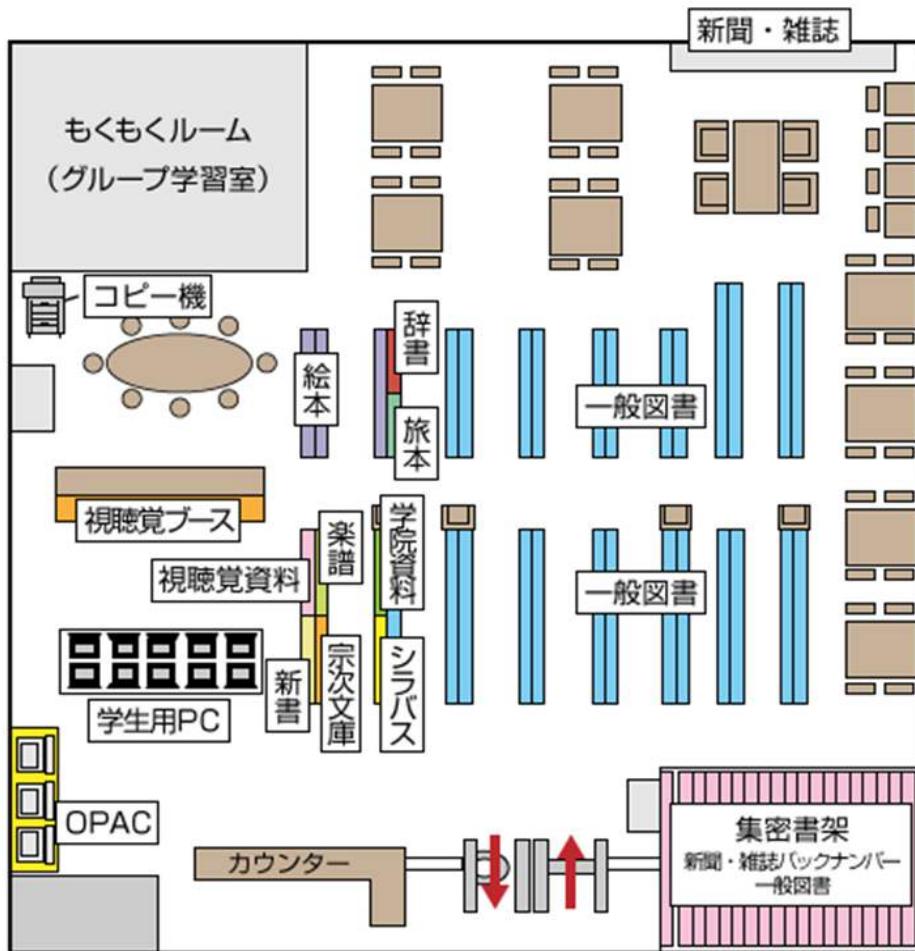 新聞・雑誌
もくもくルーム
（グループ学習室）
コピー機
絵本
辞書
旅本
一般図書
視聴覚ブース
視聴覚資料
楽譜
学院資料
一般図書
新書
宗次文庫
シラバス
学生用PC
OPAC
カウンター
集密書架
新聞・雑誌バックナンバー
一般図書